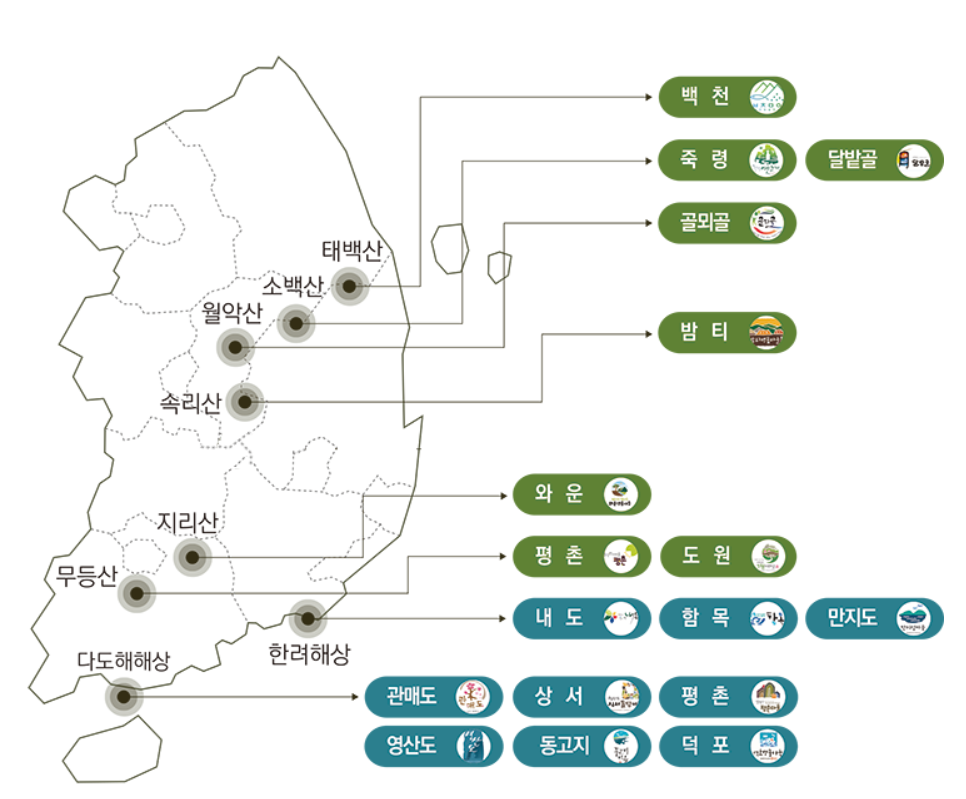 백 천
죽 령 달밭골
골뫼골
태백산
소백산
월악산
밤 티
속리산
와 운
지리산
평 촌 도 원
무등산
내 도 함 목 만지도
한려해상
다도해해상
관매도 상 서 평 촌
영산도 동고지 덕 포